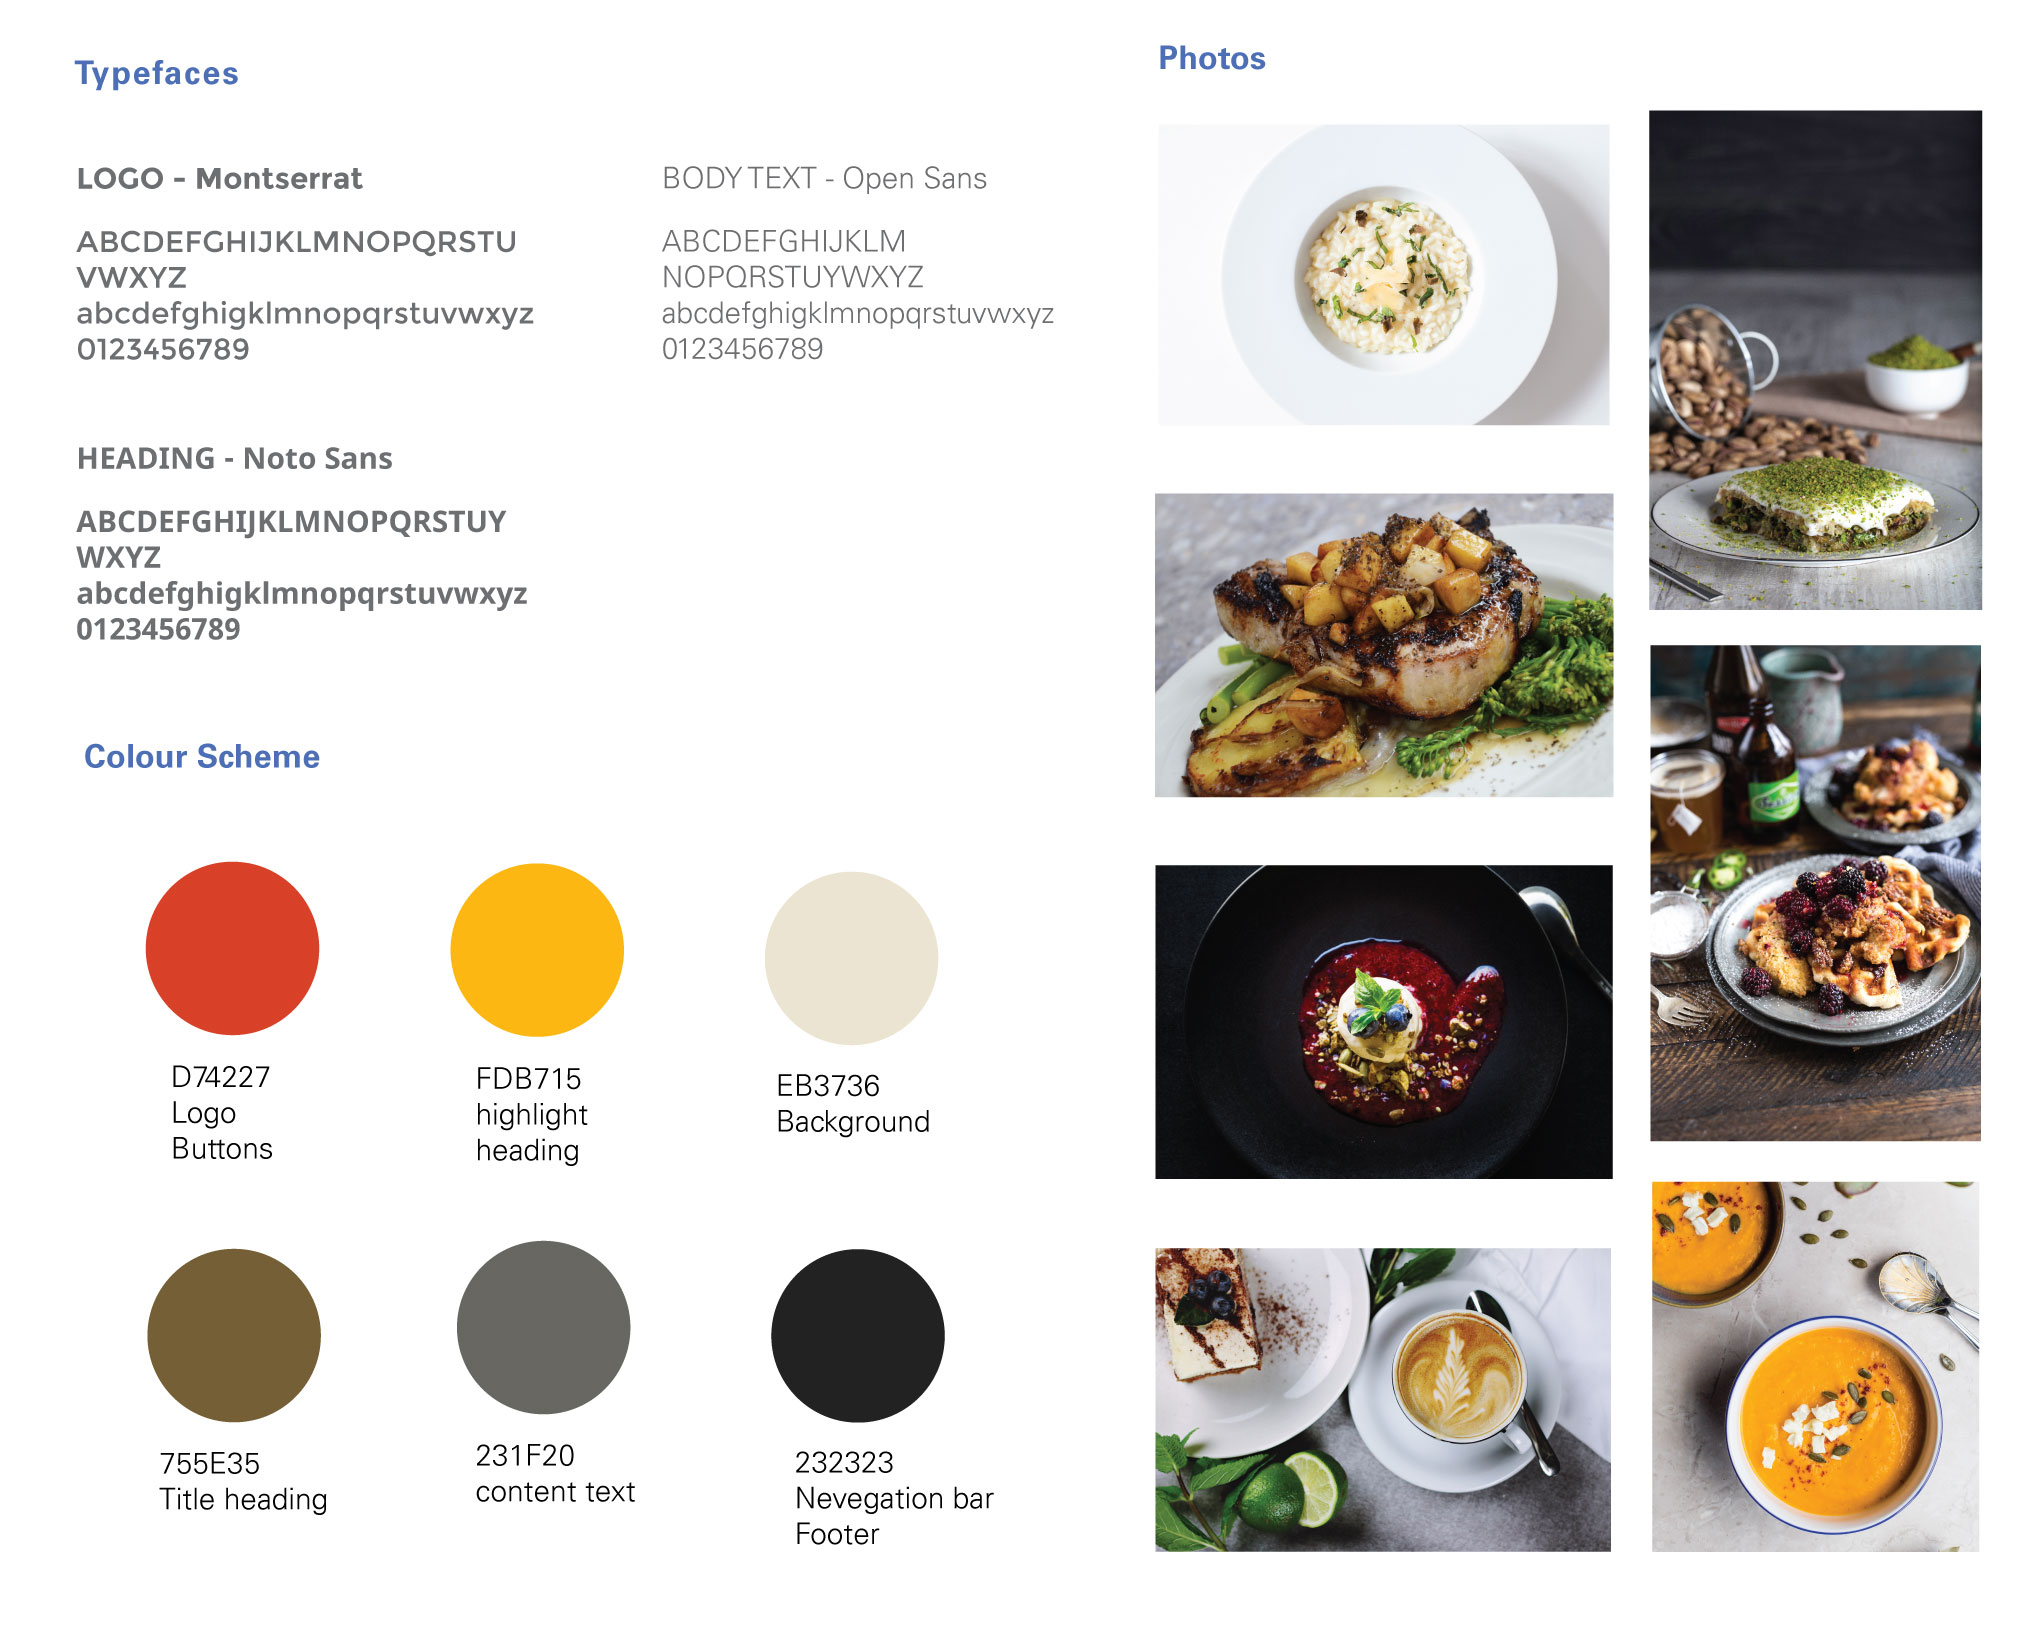 Typefaces
LOGO - Montserrat
ABCDEFGHIJKLMNOPQRSTU
VWXYZ
abcdefghigklmnopqrstuvwxyz
0123456789
BODY TEXT - Open Sans
ABCDEFGHIJKLM
NOPQRSTUYWXYZ
abcdefghigklmnopqrstuvwxyz
0123456789
HEADING - Noto Sans
ABCDEFGHIJKLMNOPQRSTUY
WXYZ
abcdefghigklmnopqrstuvwxyz
0123456789
Colour Scheme
D74227
Logo
Buttons
FDB715
highlight
heading
EB3736
Background
755E35
Title heading
231F20
content text
232323
Nevegation bar
Footer
Photos